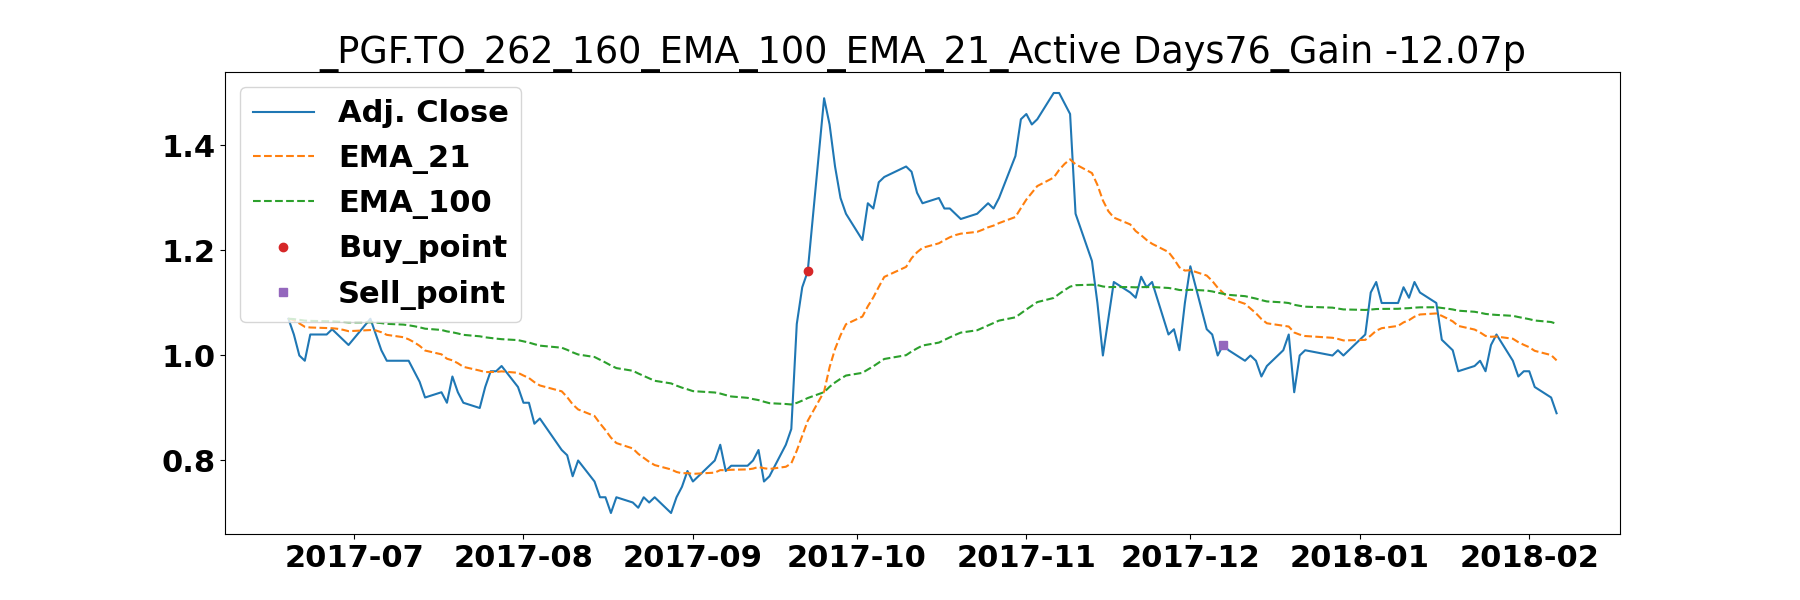 _PGF.TO_262_160_EMA_100_EMA_21_Active Days76_Gain -12.07p
Adj. Close
EMA_21
EMA_100
Buy_point
Sell_point
1.4
1.2
1.0
0.8
2017-07 2017-08 2017-09 2017-10 2017-11 2017-12 2018-01 2018-02